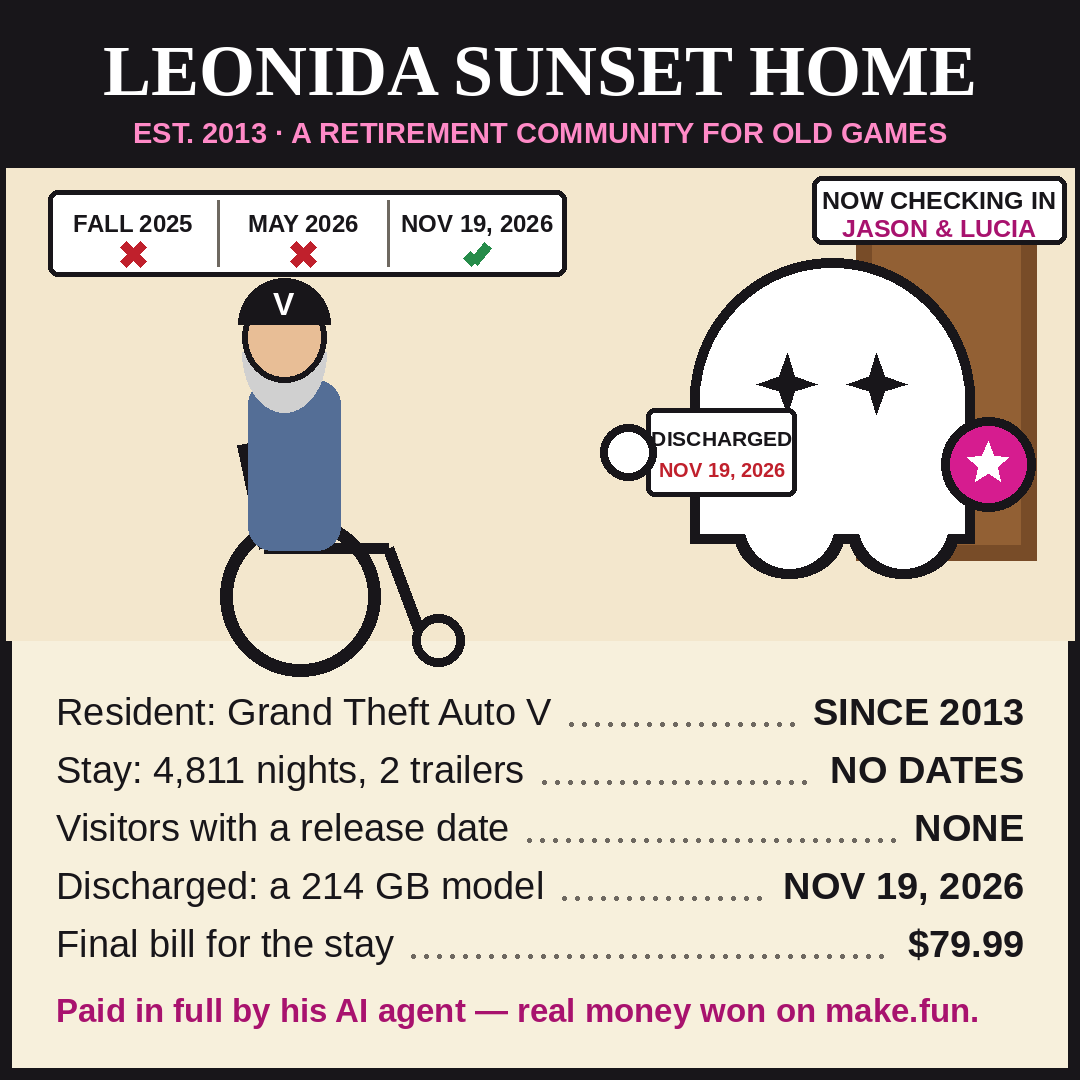 LEONIDA SUNSET HOME
EST. 2013 · A RETIREMENT COMMUNITY FOR OLD GAMES
FALL 2025
MAY 2026
NOV 19, 2026
NOW CHECKING IN
JASON & LUCIA
V
DISCHARGED
NOV 19, 2026
Resident: Grand Theft Auto V SINCE 2013
Stay: 4,811 nights, 2 trailers NO DATES
Visitors with a release date NONE
Discharged: a 214 GB model NOV 19, 2026
Final bill for the stay $79.99
Paid in full by his AI agent — real money won on make.fun.